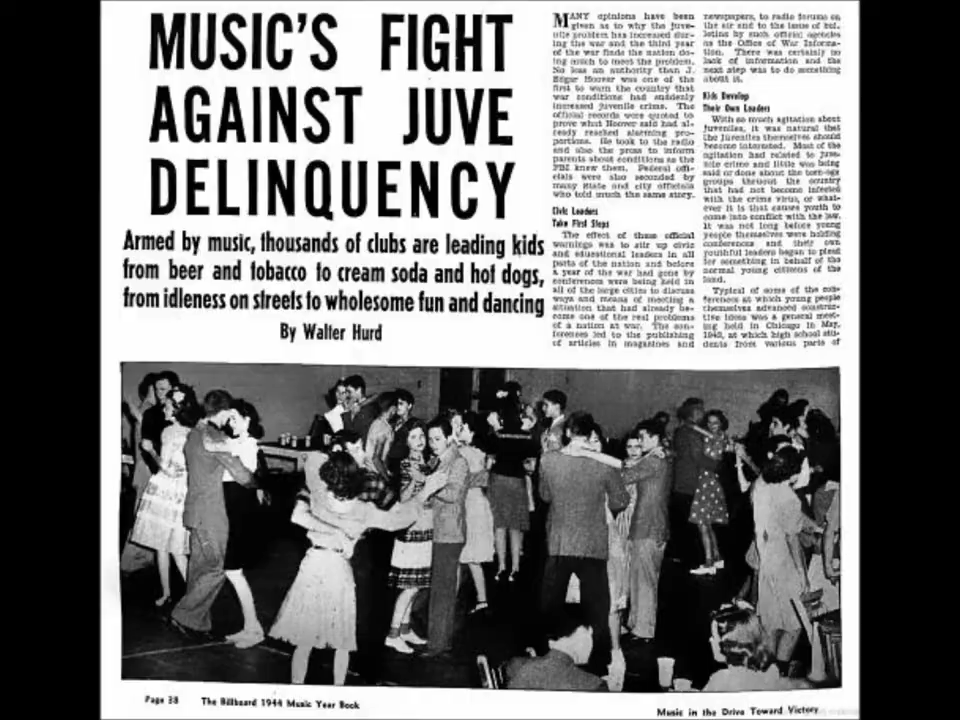 MUSIC'S FIGHT
AGAINST JUVE
DELINQUENCY
Armed by music, thousands of clubs are leading kids
from beer and tobacco to cream soda and hot dogs,
from idleness on streets to wholesome fun and dancing
By Walter Hurd
MANY opinions have been
given as to why the juve-
nile problem has increased dur-
ing the war and the third year
of the war finds the nation do-
ing much to meet the problem.
No less an authority than J.
Edgar Hoover was one of the
first to warn the country that
war conditions had suddenly
increased juvenile crime. The
official records were quoted to
prove what Hoover said had al-
ready reached alarming pro-
portions. He took to the radio
and also the press to inform
parents about conditions as the
FBI knew them. Federal offi-
cials were also seconded by
many State and city officials
who told much the same story.
Civic Leaders
Take First Steps
The effect of these official
warnings was to stir up civic
and educational leaders in all
parts of the nation and before
a year of the war had gone by
conferences were being held in
all of the large cities to discuss
ways and means of meeting a
situation that had already be-
come one of the real problems
of a nation at war. The con-
ferences led to the publishing
of articles in magazines and
newspapers, to radio forums on
the air and to the issue of bul-
letins by such official agencies
as the Office of War Informa-
tion. There was certainly no
lack of information and the
next step was to do something
about it.
Kids Develop
Their Own Leaders
With so much agitation about
juveniles, it was natural that
the juveniles themselves should
become interested. Most of the
agitation had related to juve-
nile crime and little was being
said or done about the teen-age
groups thruout the country
that had not become infected
with the crime virus, or what-
ever it is that causes youth to
come into conflict with the law.
It was not long before young
people themselves were holding
conferences and their own
youthful leaders began to plead
for something in behalf of the
normal young citizens of the
land.
Typical of some of the con-
ferences at which young people
themselves advanced construc-
tive ideas was a general meet-
ing held in Chicago in May,
1943, at which high school stu-
dents from various parts of
Page 38 The Billboard 1944 Music Year Book
Music in the Drive Toward Victory